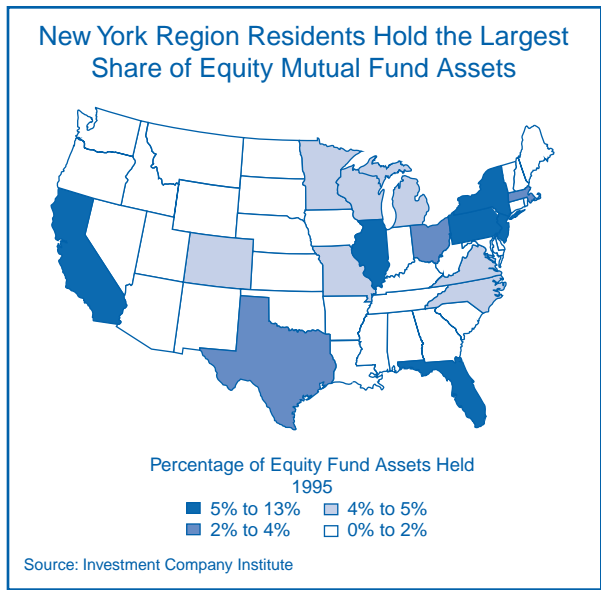 New York Region Residents Hold the Largest
Share of Equity Mutual Fund Assets
Percentage of Equity Fund Assets Held
1995
5% to 13%
4% to 5%
2% to 4%
0% to 2%
Source: Investment Company Institute